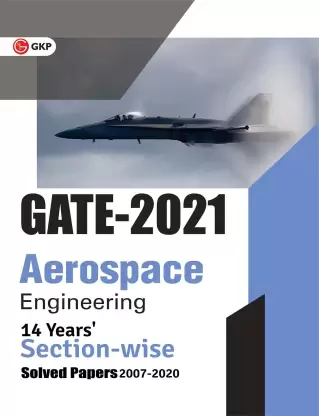 GKP
GATE-2021
Aerospace
Engineering
14 Years'
Section-wise
Solved Papers 2007-2020